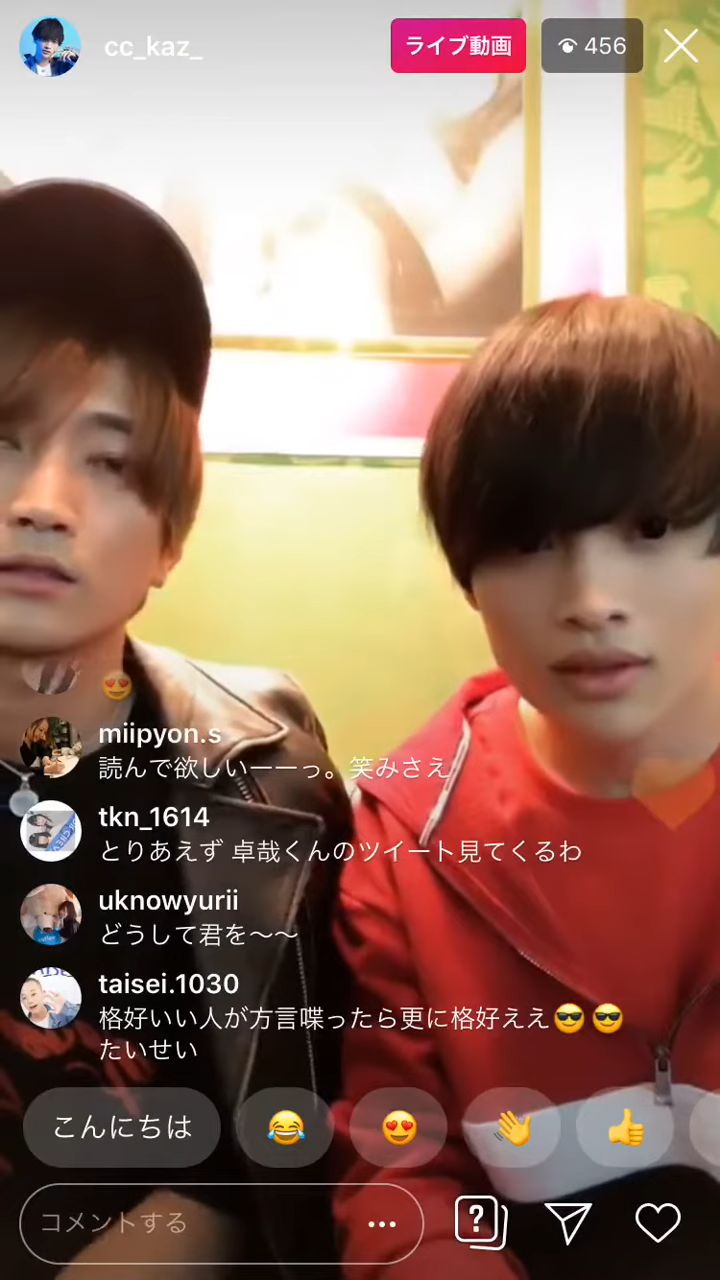 cc_kaz_
ライブ動画
456
miipyon.s
読んで欲しいーーっ。笑みさえ
tkn_1614
とりあえず 卓哉くんのツイート見てくるわ
uknowyurii
どうして君を〜〜
taisei.1030
格好いい人が方言喋ったら更に格好ええ😎 😎
たいせい
こんにちは
コメントする
?